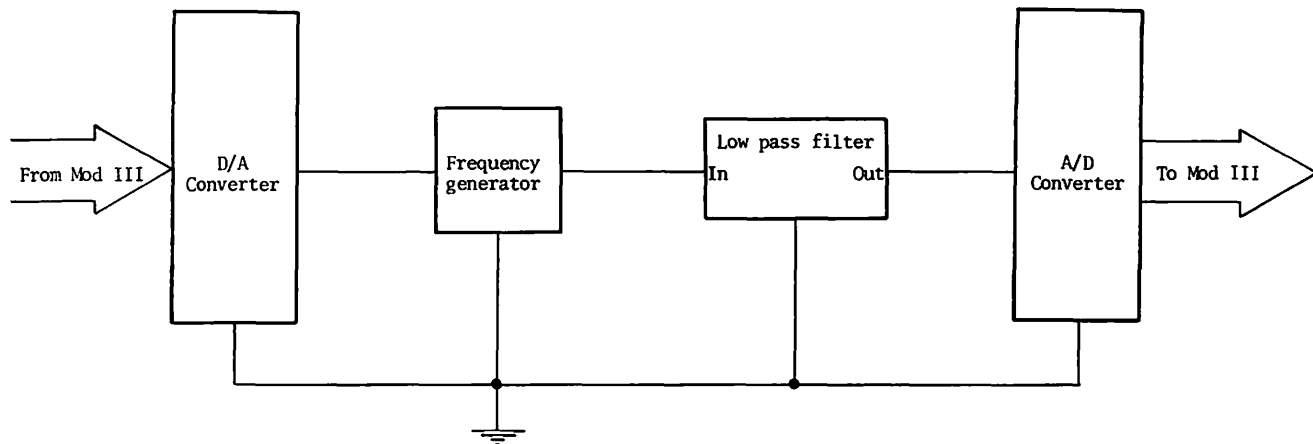 From Mod III
D/A
Converter
Frequency
generator
Low pass filter
In
Out
A/D
Converter
To Mod III